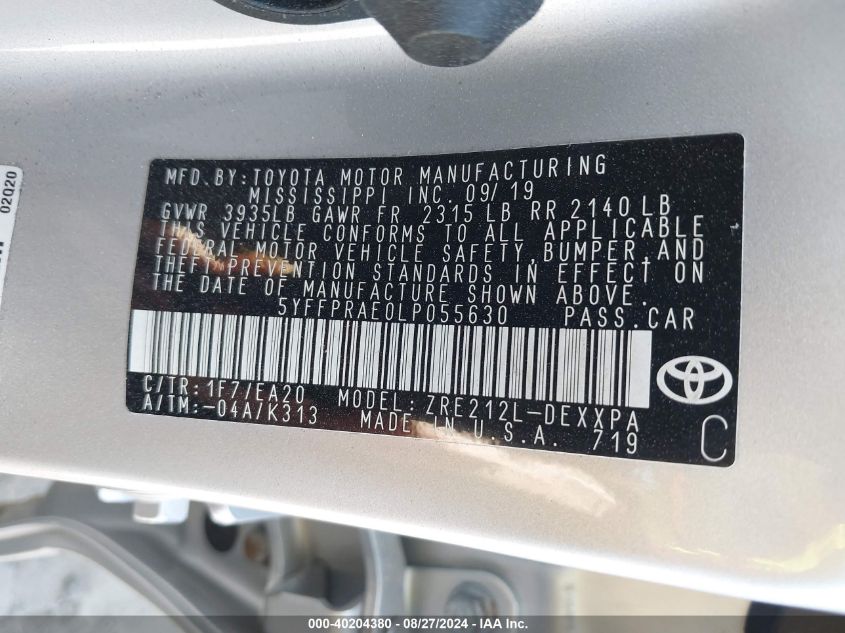 02Q20
MFD.BY:TOYOTA MOTOR MANUFACTURING
MISSISSIPPI INC. 09/19
GVWR 3935LB GAWR FR 2315 LB RR 2140 LB
THIS VEHICLE CONFORMS TO ALL APPLICABLE
FEDERAL MOTOR VEHICLE SAFETY, BUMPER, AND
THEFT PREVENTION STANDARDS IN EFFECT ON
THE DATE OF MANUFACTURE SHOWN ABOVE.
5YFFPRAE0LP055630 PASS.CAR
C/TR: 1F7/EA20 MODEL: ZRE212L-DEXXPA
A/TM:-04A/K313 MADE IN U.S.A. 719
C
000-40204380 - 08/27/2024 - IAAI.com